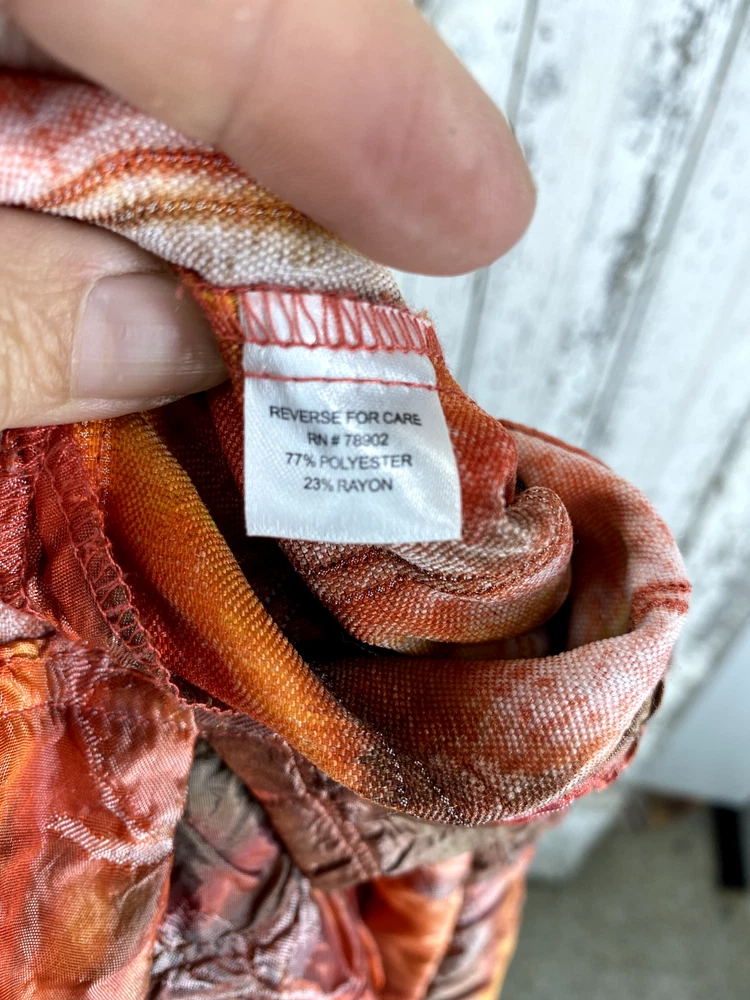 REVERSE FOR CARE
RN # 78902
77% POLYESTER
23% RAYON